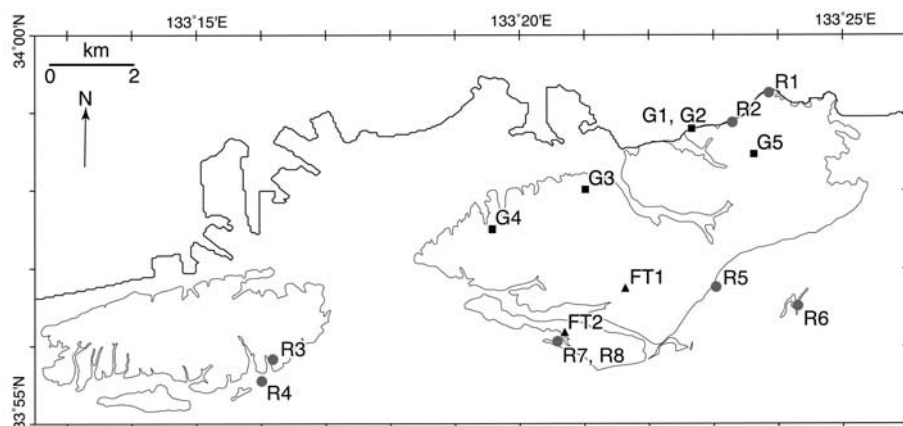 133°15'E 133°20'E 133°25'E
34°00'N
km
0 2
N
R1
G1, G2 R2
G5
G3
G4
FT1 R5
R6
FT2
R3 R7, R8
R4
33°55'N